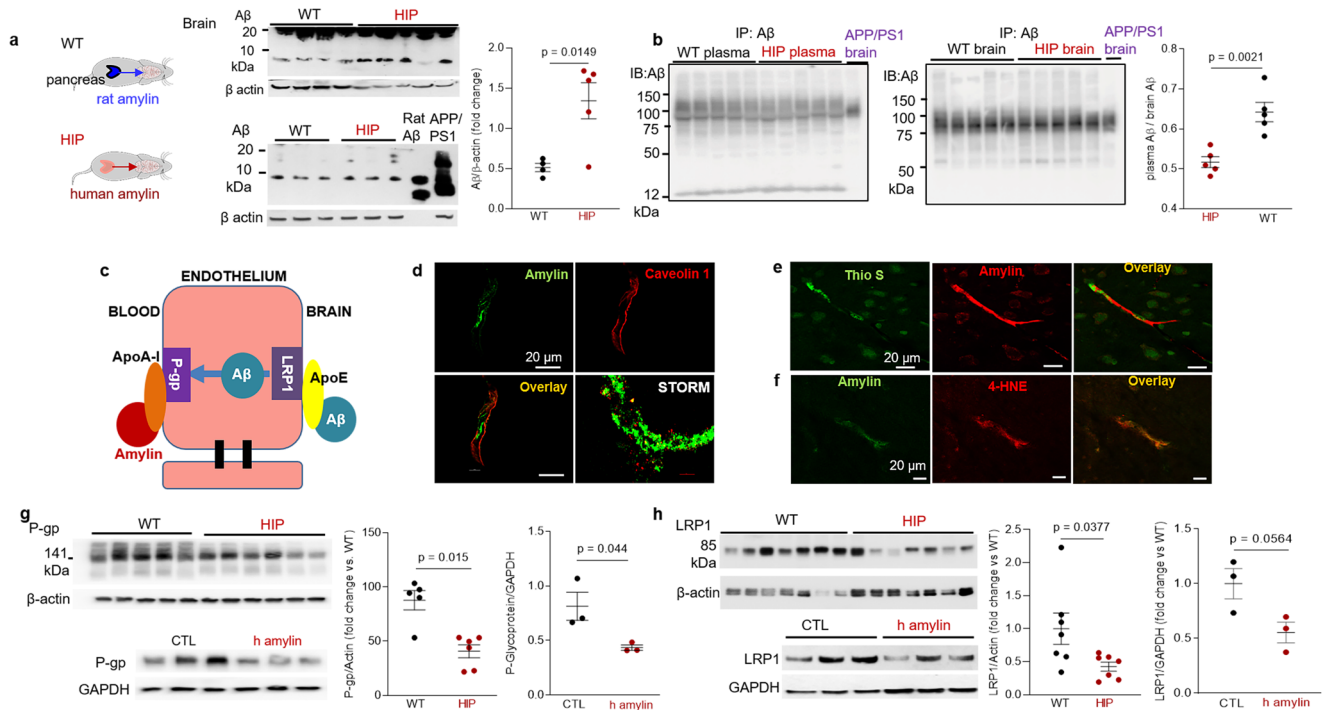 a
WT
pancreas
rat amylin
HIP
human amylin
Brain
Aβ
WT
HIP
20
10
kDa
β actin
Aβ
WT
HIP
Rat
Aβ
APP/
PS1
20
10
kDa
β actin
Aβ/β-actin (fold change)
2.0
1.5
1.0
0.5
0.0
p = 0.0149
WT
HIP
b
IP: Aβ
WT plasma
HIP plasma
APP/PS1
brain
IB:Aβ
150
100
75
50
12
kDa
IP: Aβ
WT brain
HIP brain
APP/PS1
brain
IB:Aβ
150
100
75
50
kDa
plasma Aβ / brain Aβ
0.8
0.7
0.6
0.5
0.4
p = 0.0021
HIP
WT
c
ENDOTHELIUM
BLOOD
BRAIN
ApoA-I
P-gp
Aβ
LRP1
ApoE
Aβ
Amylin
d
Amylin
20 µm
Caveolin 1
Overlay
STORM
e
Thio S
20 µm
Amylin
Overlay
f
Amylin
20 µm
4-HNE
Overlay
g
P-gp
WT
HIP
141
kDa
β-actin
CTL
h amylin
P-gp
GAPDH
P-gp/Actin (fold change vs. WT)
150
100
50
0
p = 0.015
WT
HIP
P-Glycoprotein/GAPDH
1.5
1.0
0.5
0.0
p = 0.044
CTL
h amylin
h
LRP1
WT
HIP
85
kDa
β-actin
CTL
h amylin
LRP1
GAPDH
LRP1/Actin (fold change vs WT)
2.5
2.0
1.5
1.0
0.5
0.0
p = 0.0377
WT
HIP
LRP1/GAPDH (fold change vs WT)
1.5
1.0
0.5
0.0
p = 0.0564
CTL
h amylin